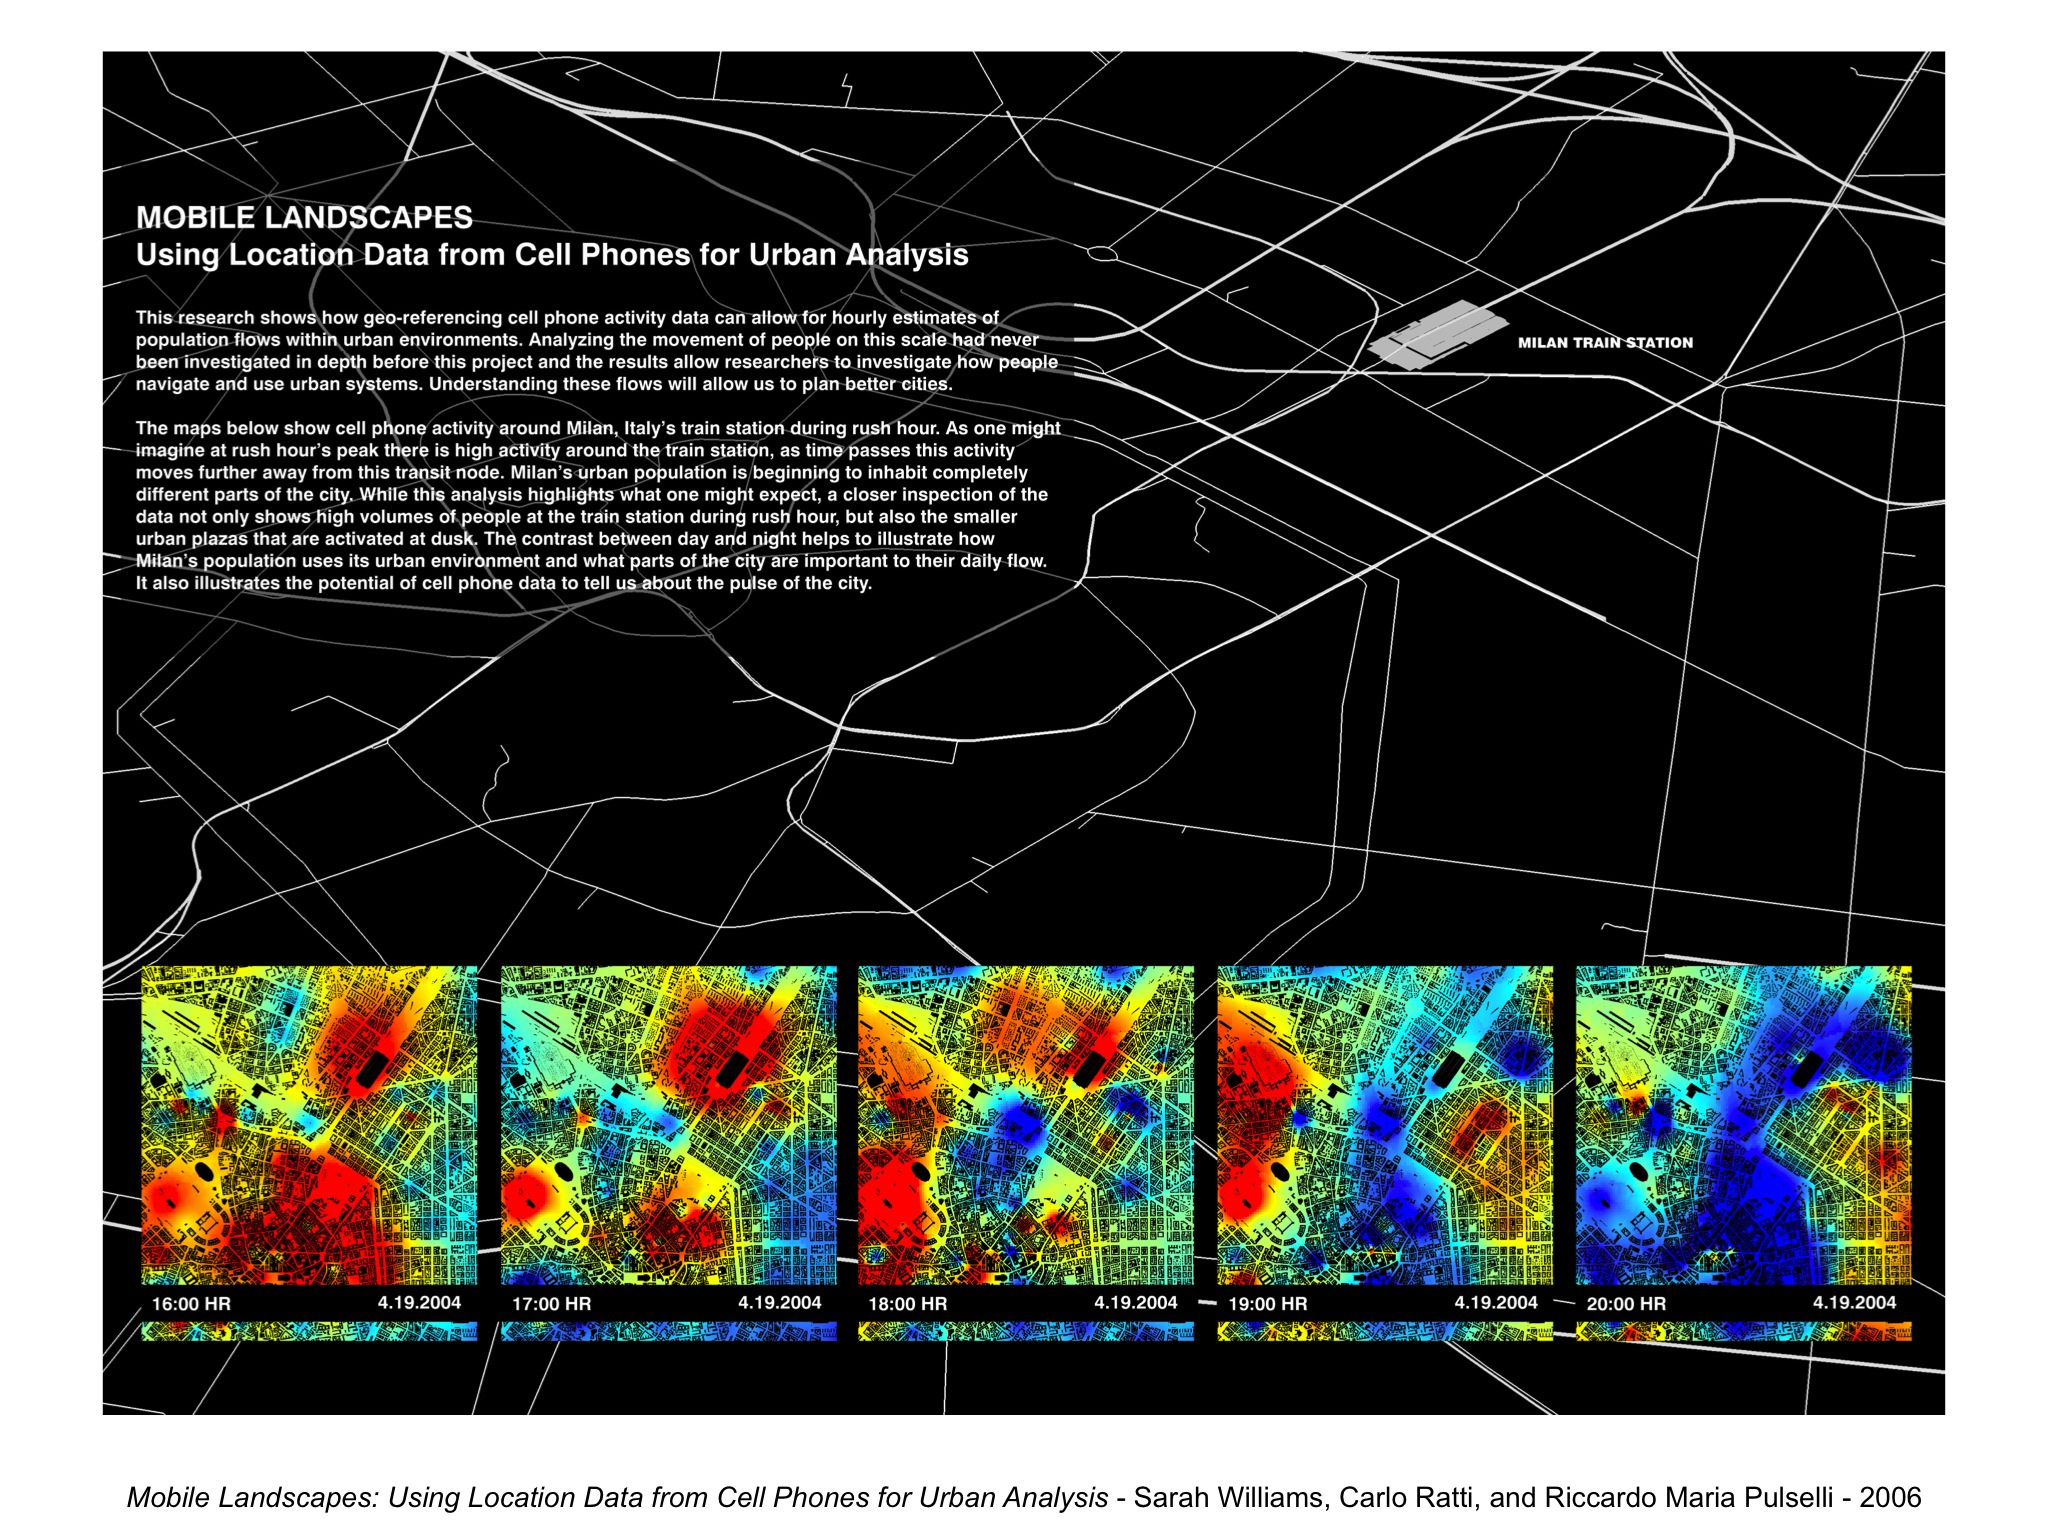 MOBILE LANDSCAPES
Using Location Data from Cell Phones for Urban Analysis
This research shows how geo-referencing cell phone activity data can allow for hourly estimates of
population flows within urban environments. Analyzing the movement of people on this scale had never
been investigated in depth before this project and the results allow researchers to investigate how people
navigate and use urban systems. Understanding these flows will allow us to plan better cities.
The maps below show cell phone activity around Milan, Italy's train station during rush hour. As one might
imagine at rush hour's peak there is high activity around the train station, as time passes this activity
moves further away from this transit node. Milan's urban population is beginning to inhabit completely
different parts of the city. While this analysis highlights what one might expect, a closer inspection of the
data not only shows high volumes of people at the train station during rush hour, but also the smaller
urban plazas that are activated at dusk. The contrast between day and night helps to illustrate how
Milan's population uses its urban environment and what parts of the city are important to their daily flow.
It also illustrates the potential of cell phone data to tell us about the pulse of the city.
MILAN TRAIN STATION
16:00 HR 4.19.2004
17:00 HR 4.19.2004
18:00 HR 4.19.2004
19:00 HR 4.19.2004
20:00 HR 4.19.2004
Mobile Landscapes: Using Location Data from Cell Phones for Urban Analysis - Sarah Williams, Carlo Ratti, and Riccardo Maria Pulselli - 2006